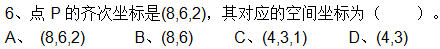 6、点 P 的齐次坐标是(8,6,2)，其对应的空间坐标为（　　）。
A、 (8,6,2)　　B、(8,6)　　C、(4,3,1)　　D、(4,3)